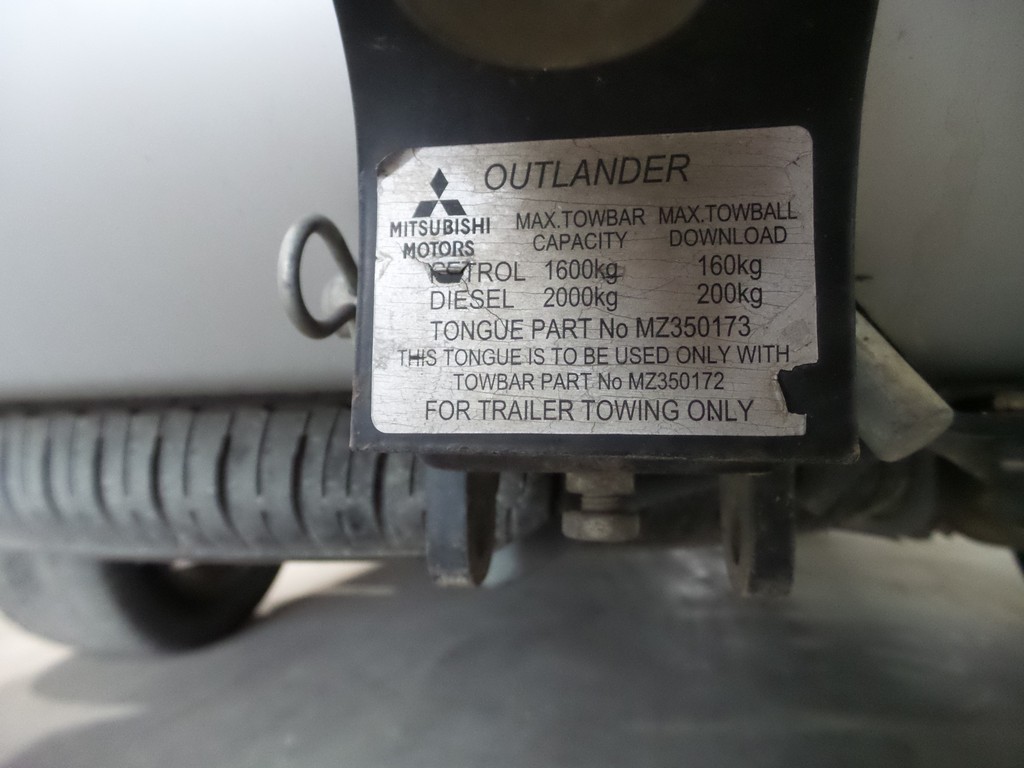 OUTLANDER
MITSUBISHI
MOTORS
MAX.TOWBAR MAX.TOWBALL
CAPACITY DOWNLOAD
PETROL 1600kg 160kg
DIESEL 2000kg 200kg
TONGUE PART No MZ350173
THIS TONGUE IS TO BE USED ONLY WITH
TOWBAR PART No MZ350172
FOR TRAILER TOWING ONLY